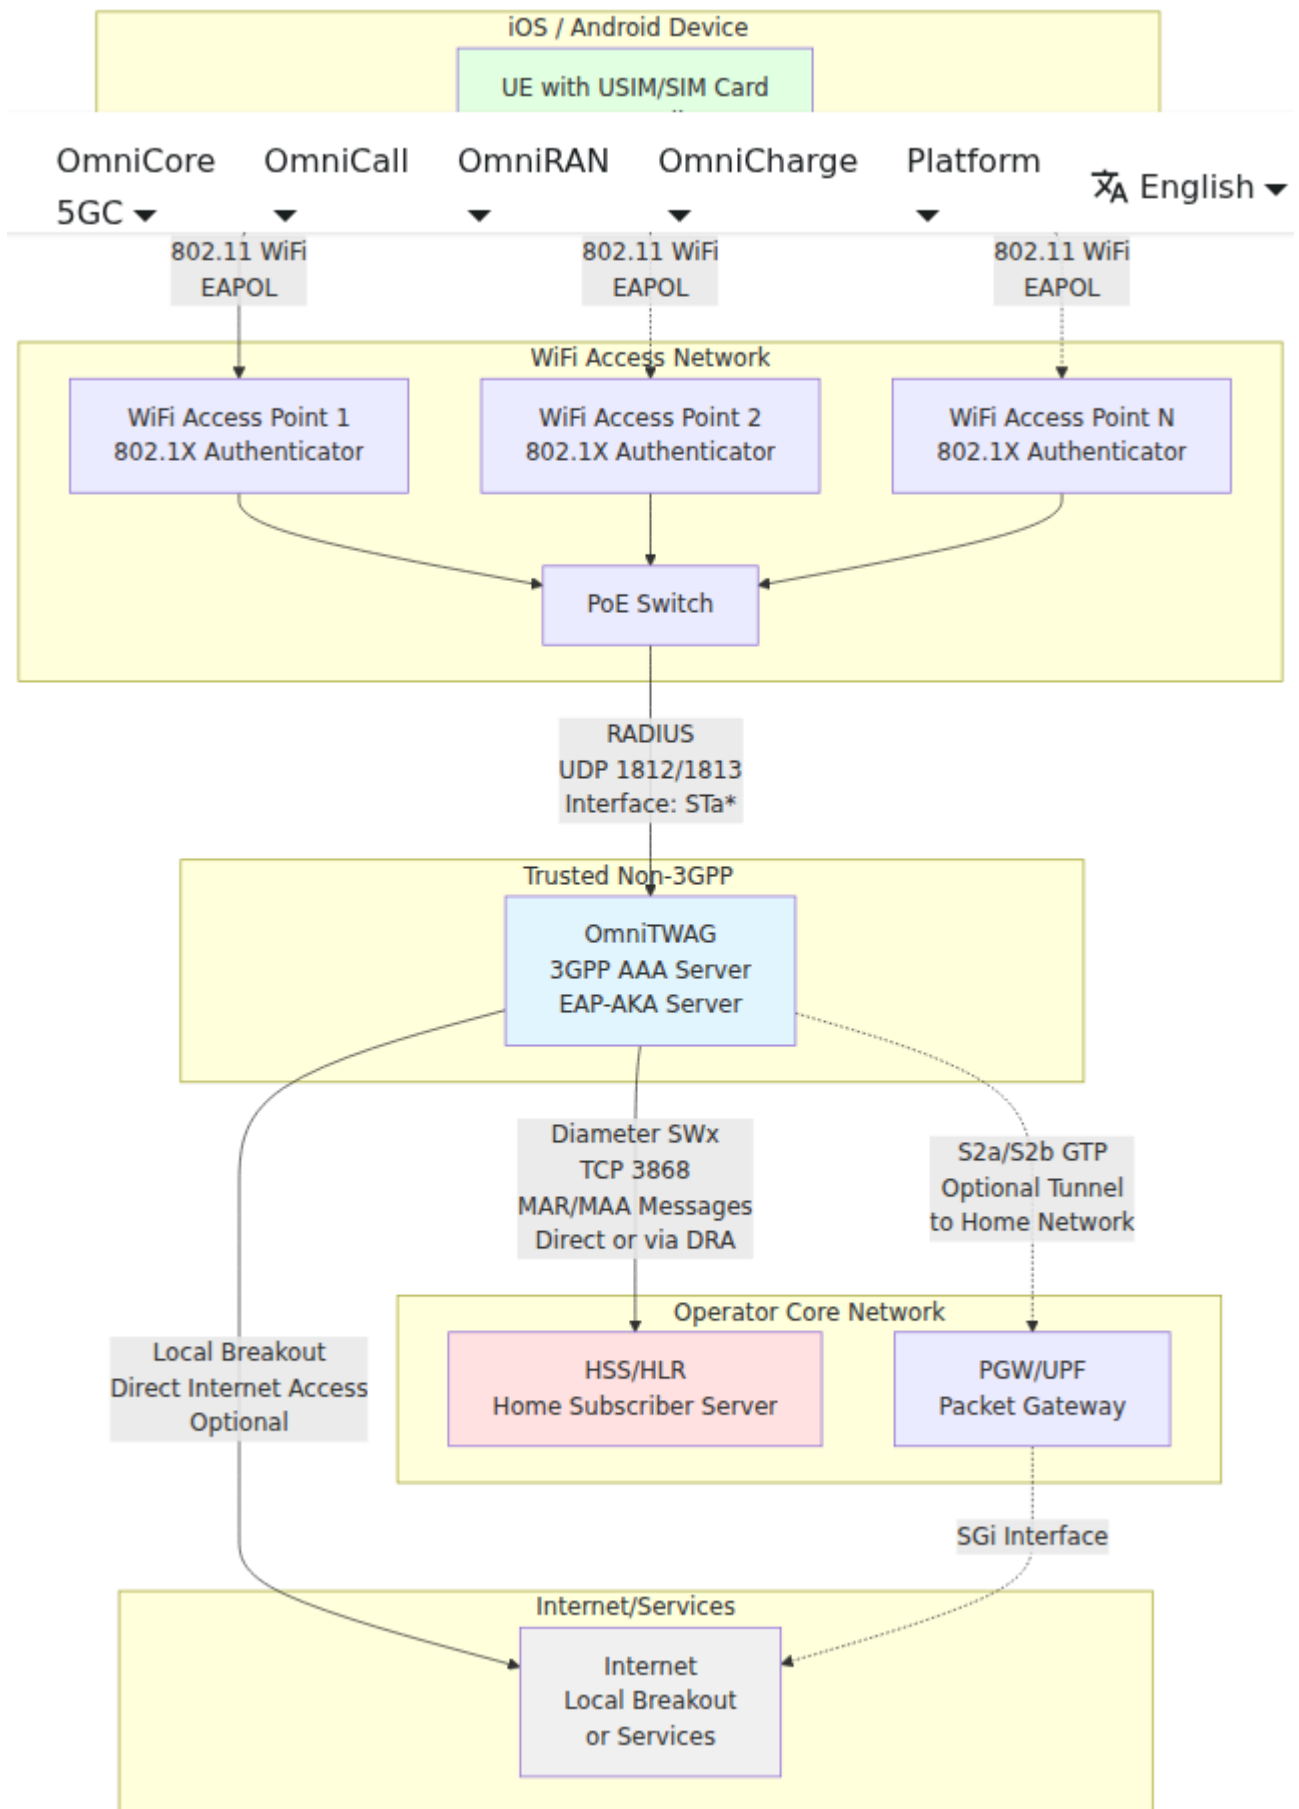 iOS / Android Device
UE with USIM/SIM Card
OmniCore
5GC
OmniCall
OmniRAN
OmniCharge
Platform
English
802.11 WiFi
EAPOL
802.11 WiFi
EAPOL
802.11 WiFi
EAPOL
WiFi Access Network
WiFi Access Point 1
802.1X Authenticator
WiFi Access Point 2
802.1X Authenticator
WiFi Access Point N
802.1X Authenticator
PoE Switch
RADIUS
UDP 1812/1813
Interface: STa*
Trusted Non-3GPP
OmniTWAG
3GPP AAA Server
EAP-AKA Server
Diameter SWx
TCP 3868
MAR/MAA Messages
Direct or via DRA
S2a/S2b GTP
Optional Tunnel
to Home Network
Operator Core Network
HSS/HLR
Home Subscriber Server
PGW/UPF
Packet Gateway
Local Breakout
Direct Internet Access
Optional
SGi Interface
Internet/Services
Internet
Local Breakout
or Services